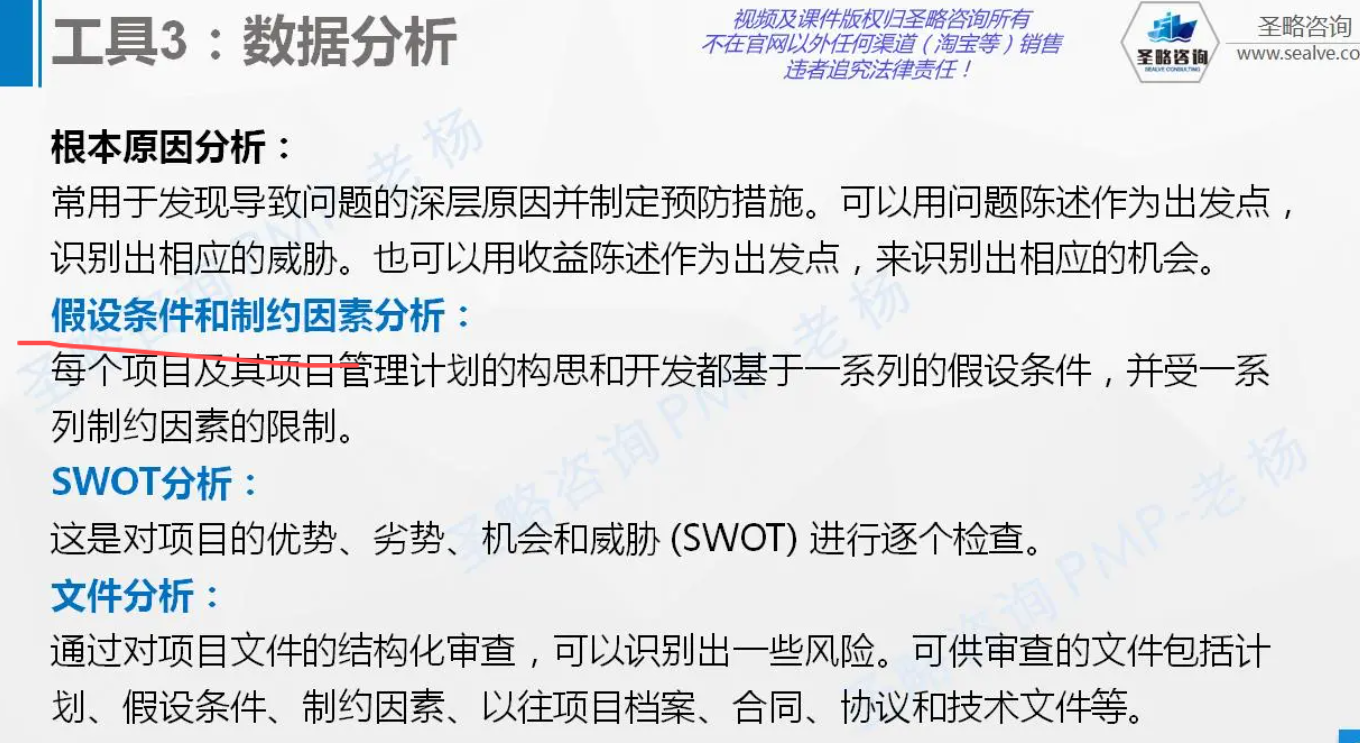 工具3：数据分析
视频及课件版权归圣略咨询所有
不在官网以外任何渠道（淘宝等）销售
违者追究法律责任！
圣略咨询
SEALVE CONSULTING
圣略咨询
www.sealve.co
根本原因分析：
常用于发现导致问题的深层原因并制定预防措施。可以用问题陈述作为出发点，
识别出相应的威胁。也可以用收益陈述作为出发点，来识别出相应的机会。
假设条件和制约因素分析：
每个项目及其项目管理计划的构思和开发都基于一系列的假设条件，并受一系
列制约因素的限制。
SWOT分析：
这是对项目的优势、劣势、机会和威胁 (SWOT) 进行逐个检查。
文件分析：
通过对项目文件的结构化审查，可以识别出一些风险。可供审查的文件包括计
划、假设条件、制约因素、以往项目档案、合同、协议和技术文件等。
圣略咨询 PMP-老杨
圣略咨询 PMP-老杨
圣略咨询 PMP-老杨